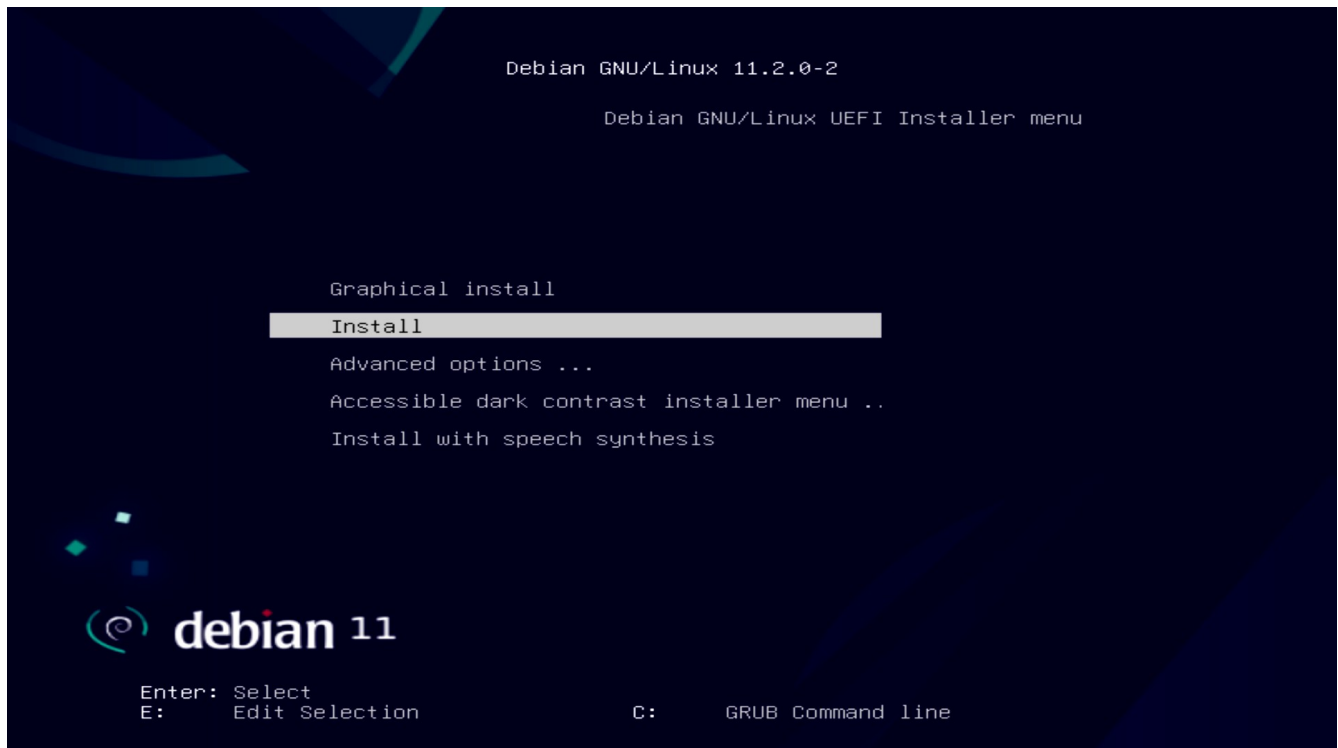 Debian GNU/Linux 11.2.0-2
Debian GNU/Linux UEFI Installer menu
Graphical install
Install
Advanced options ...
Accessible dark contrast installer menu ..
Install with speech synthesis
debian 11
Enter: Select
E: Edit Selection C: GRUB Command line